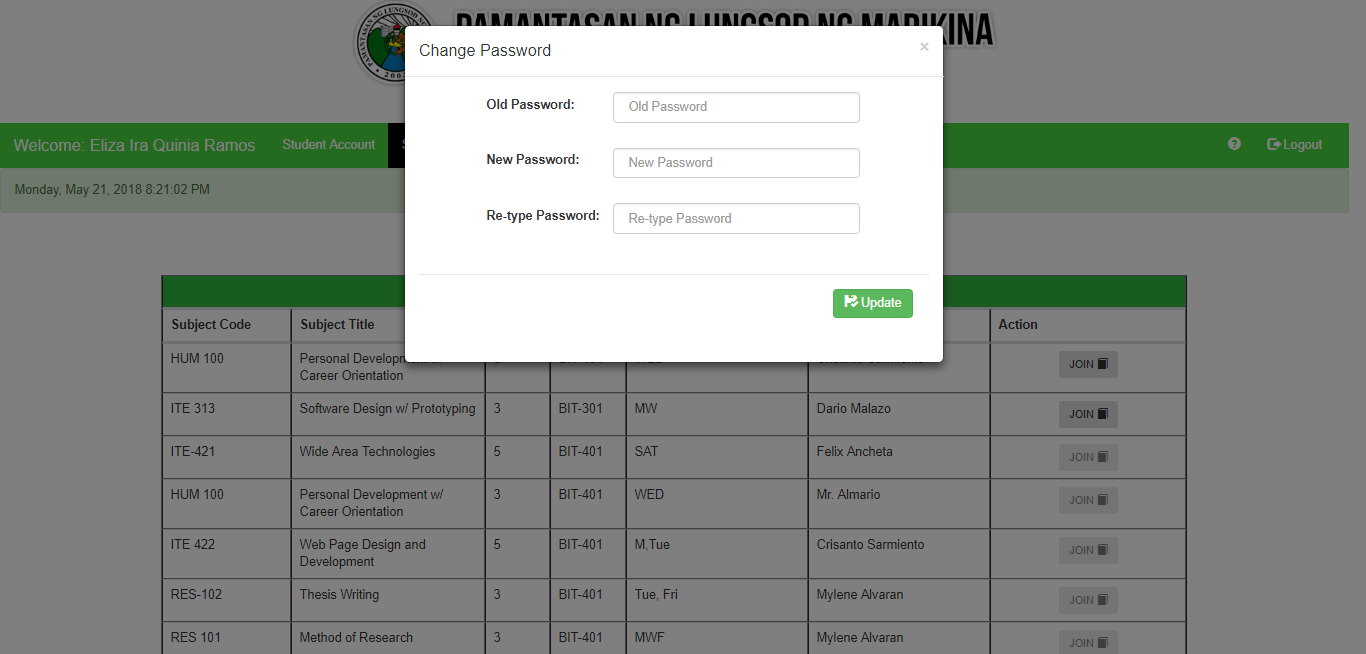 PAMANTASAN NG LUNGSOD NG MARIKINA
Change Password
×
Old Password:
Old Password
New Password:
New Password
Re-type Password:
Re-type Password
Update
Welcome: Eliza Ira Quinia Ramos
Student Account
Logout
Monday, May 21, 2018 8:21:02 PM
Subject Code
Subject Title
Action
HUM 100
Personal Development w/
Career Orientation
JOIN
ITE 313
Software Design w/ Prototyping
3
BIT-301
MW
Dario Malazo
JOIN
ITE-421
Wide Area Technologies
5
BIT-401
SAT
Felix Ancheta
JOIN
HUM 100
Personal Development w/
Career Orientation
3
BIT-401
WED
Mr. Almario
JOIN
ITE 422
Web Page Design and
Development
5
BIT-401
M,Tue
Crisanto Sarmiento
JOIN
RES-102
Thesis Writing
3
BIT-401
Tue, Fri
Mylene Alvaran
JOIN
RES 101
Method of Research
3
BIT-401
MWF
Mylene Alvaran
JOIN